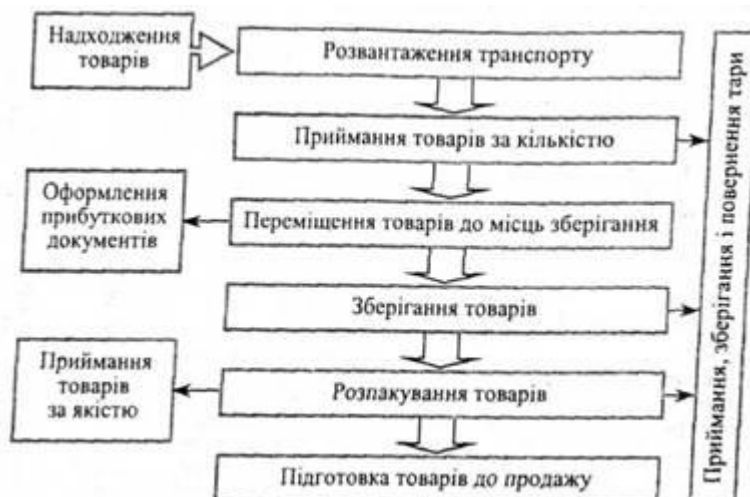 Надходження
товарів
Розвантаження транспорту
Приймання товарів за кількістю
Оформлення
прибуткових
документів
Переміщення товарів до місць зберігання
Зберігання товарів
Приймання
товарів
за якістю
Розпакування товарів
Підготовка товарів до продажу
Приймання, зберігання і повернення тари